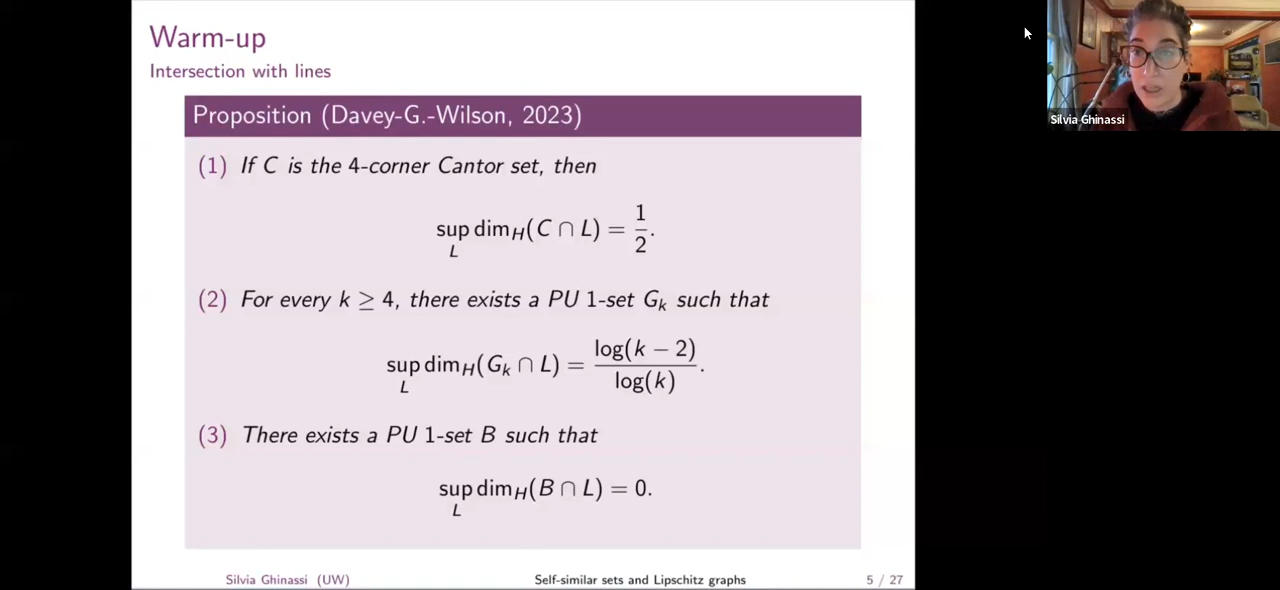 Warm-up
Intersection with lines
Proposition (Davey-G.-Wilson, 2023)
(1) If C is the 4-corner Cantor set, then
sup_L dim_H(C ∩ L) = 1/2.
(2) For every k ≥ 4, there exists a PU 1-set G_k such that
sup_L dim_H(G_k ∩ L) = log(k − 2)/log(k).
(3) There exists a PU 1-set B such that
sup_L dim_H(B ∩ L) = 0.
Silvia Ghinassi (UW) Self-similar sets and Lipschitz graphs 5 / 27
Silvia Ghinassi